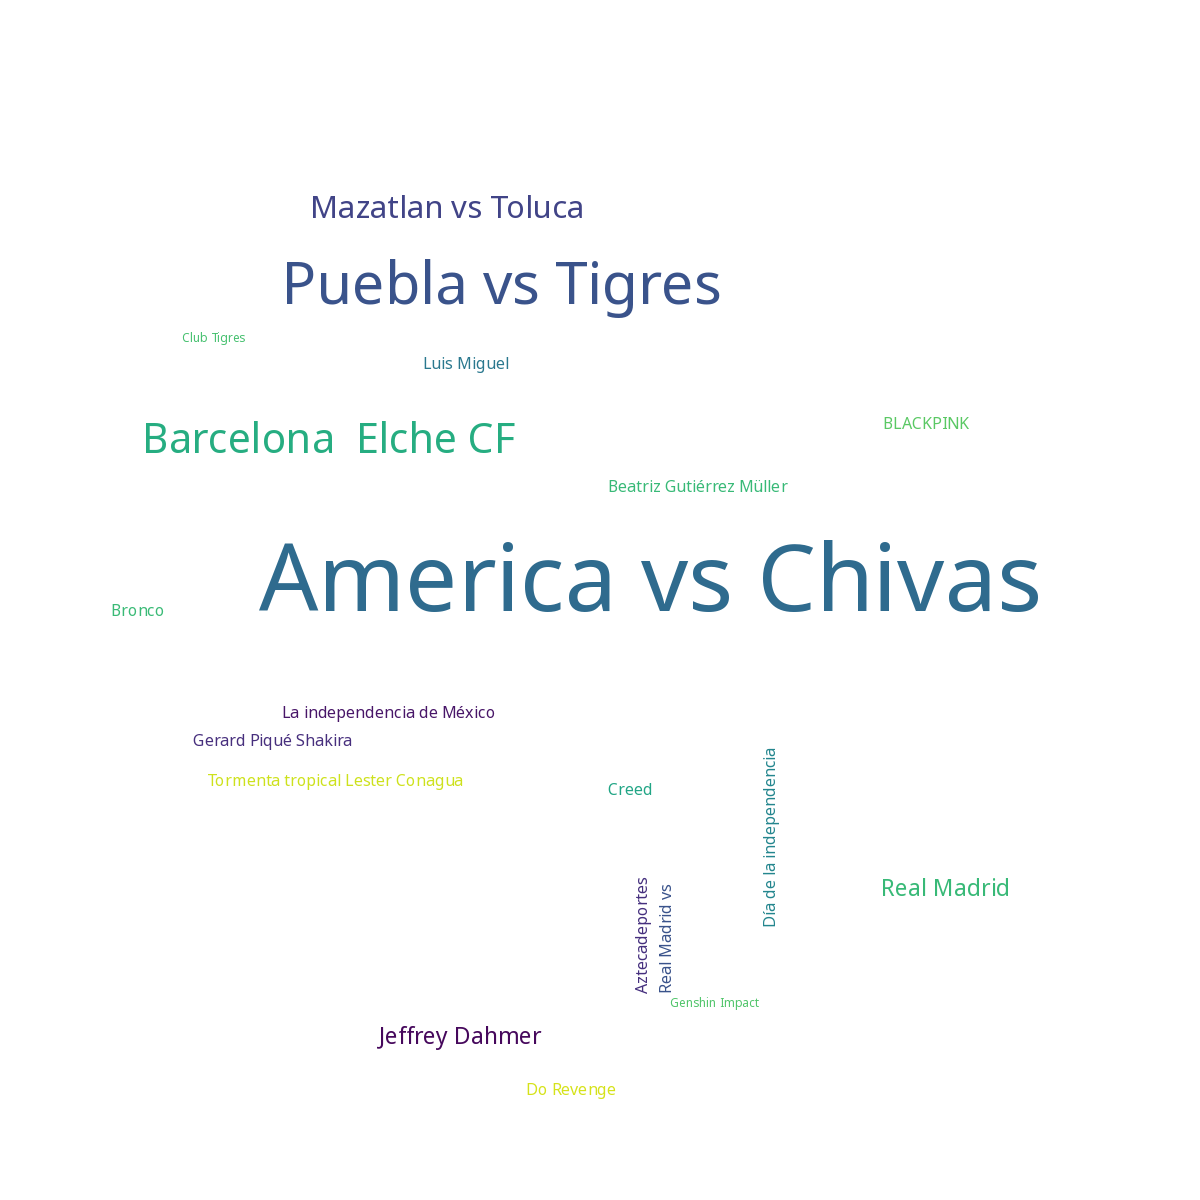 Mazatlan vs Toluca
Puebla vs Tigres
Club Tigres
Luis Miguel
BLACKPINK
Barcelona  Elche CF
Beatriz Gutiérrez Müller
America vs Chivas
Bronco
La independencia de México
Gerard Piqué Shakira
Tormenta tropical Lester Conagua
Creed
Día de la independencia
Real Madrid
Aztecadeportes
Real Madrid vs
Genshin Impact
Jeffrey Dahmer
Do Revenge